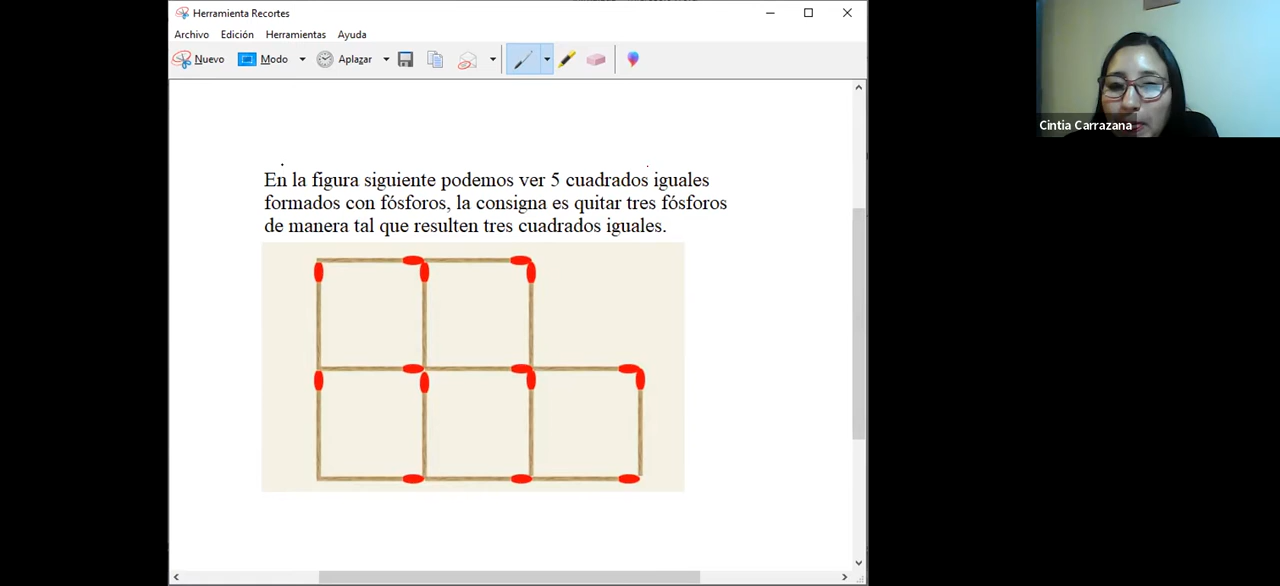 Herramienta Recortes
Archivo Edición Herramientas Ayuda
Nuevo Modo Aplazar
Cintia Carrazana
En la figura siguiente podemos ver 5 cuadrados iguales
formados con fósforos, la consigna es quitar tres fósforos
de manera tal que resulten tres cuadrados iguales.